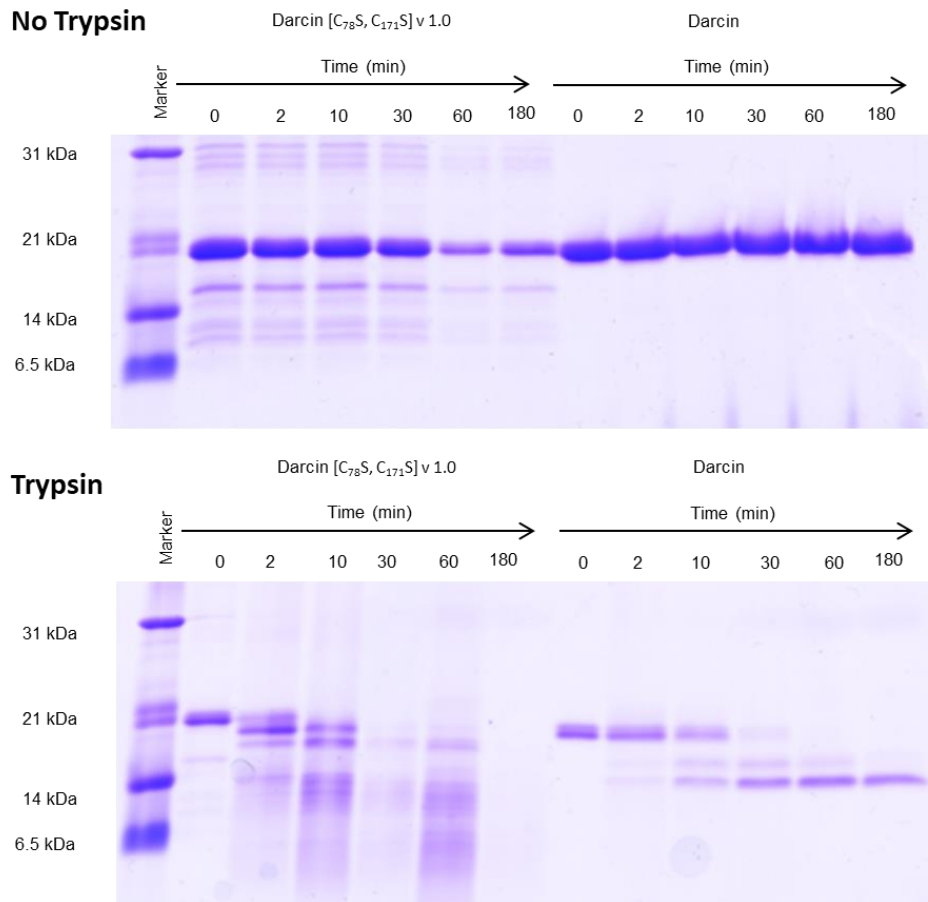 No Trypsin
Darcin [C₇₈S, C₁₇₁S] v 1.0 Darcin
Time (min) Time (min)
Marker
0 2 10 30 60 180 0 2 10 30 60 180
31 kDa
21 kDa
14 kDa
6.5 kDa
Darcin [C₇₈S, C₁₇₁S] v 1.0 Darcin
Trypsin
Time (min) Time (min)
Marker
0 2 10 30 60 180 0 2 10 30 60 180
31 kDa
21 kDa
14 kDa
6.5 kDa